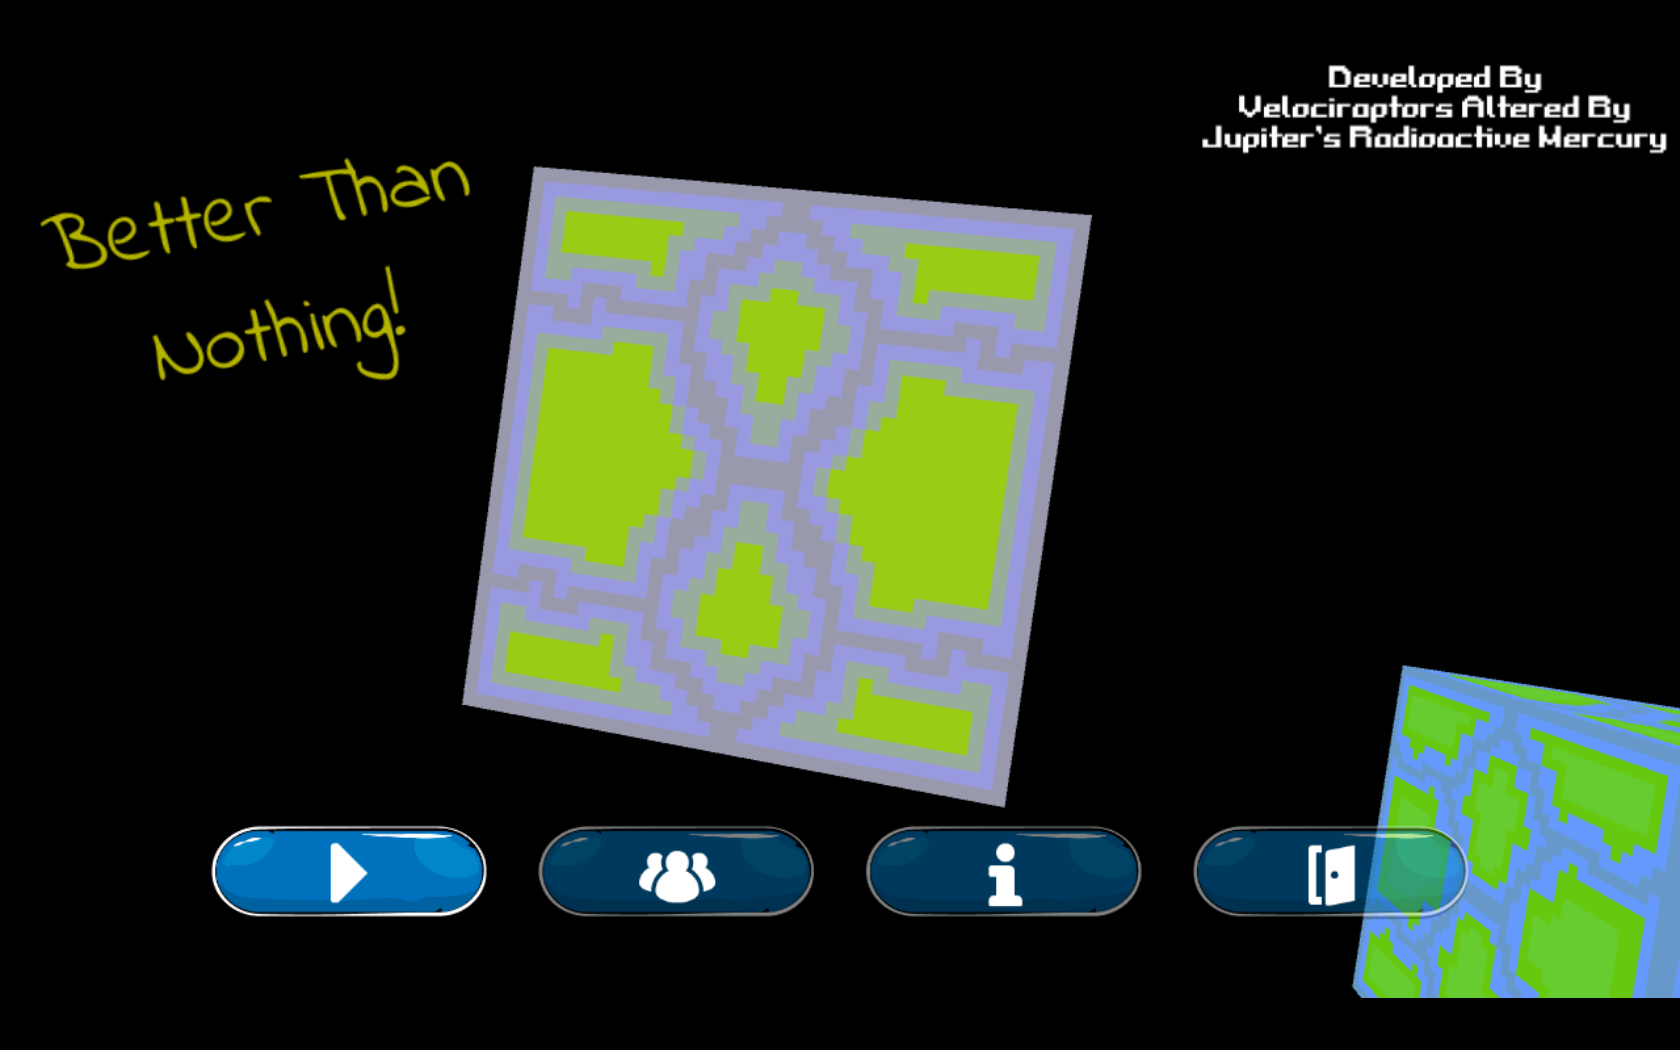 Better Than
Nothing!
Developed By
Velociraptors Altered By
Jupiter's Radioactive Mercury